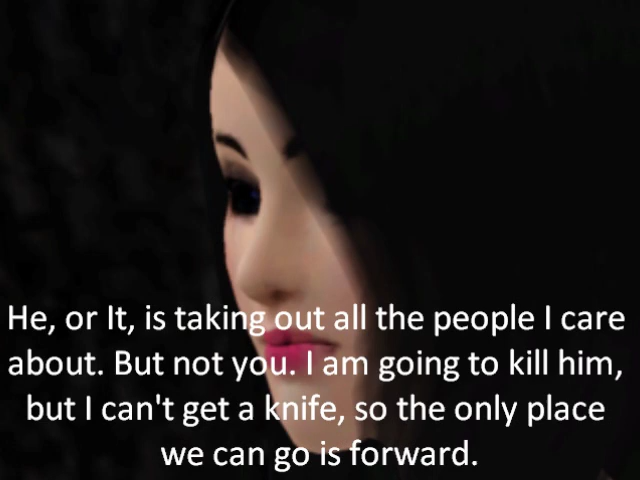 He, or It, is taking out all the people I care
about. But not you. I am going to kill him,
but I can't get a knife, so the only place
we can go is forward.